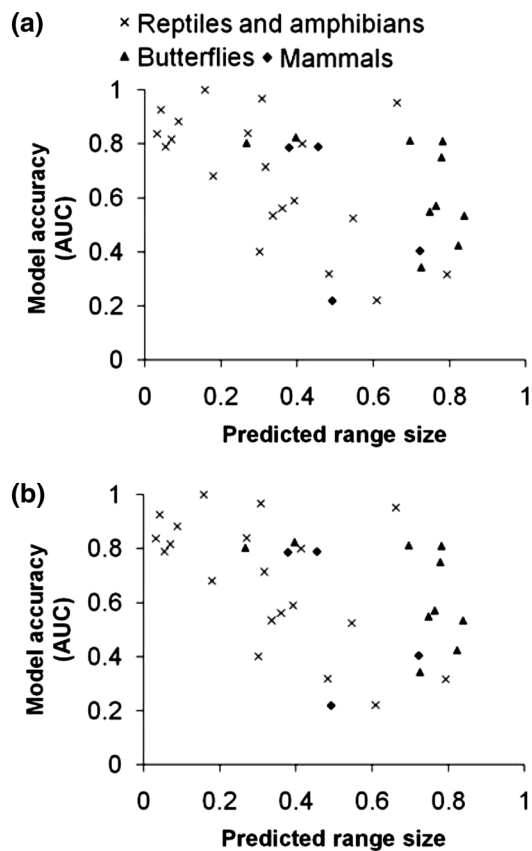 (a)
× Reptiles and amphibians
▲ Butterflies ◆ Mammals
1
0.8
0.6
0.4
0.2
0
Model accuracy
(AUC)
0 0.2 0.4 0.6 0.8 1
Predicted range size
(b)
1
0.8
0.6
0.4
0.2
0
Model accuracy
(AUC)
0 0.2 0.4 0.6 0.8 1
Predicted range size